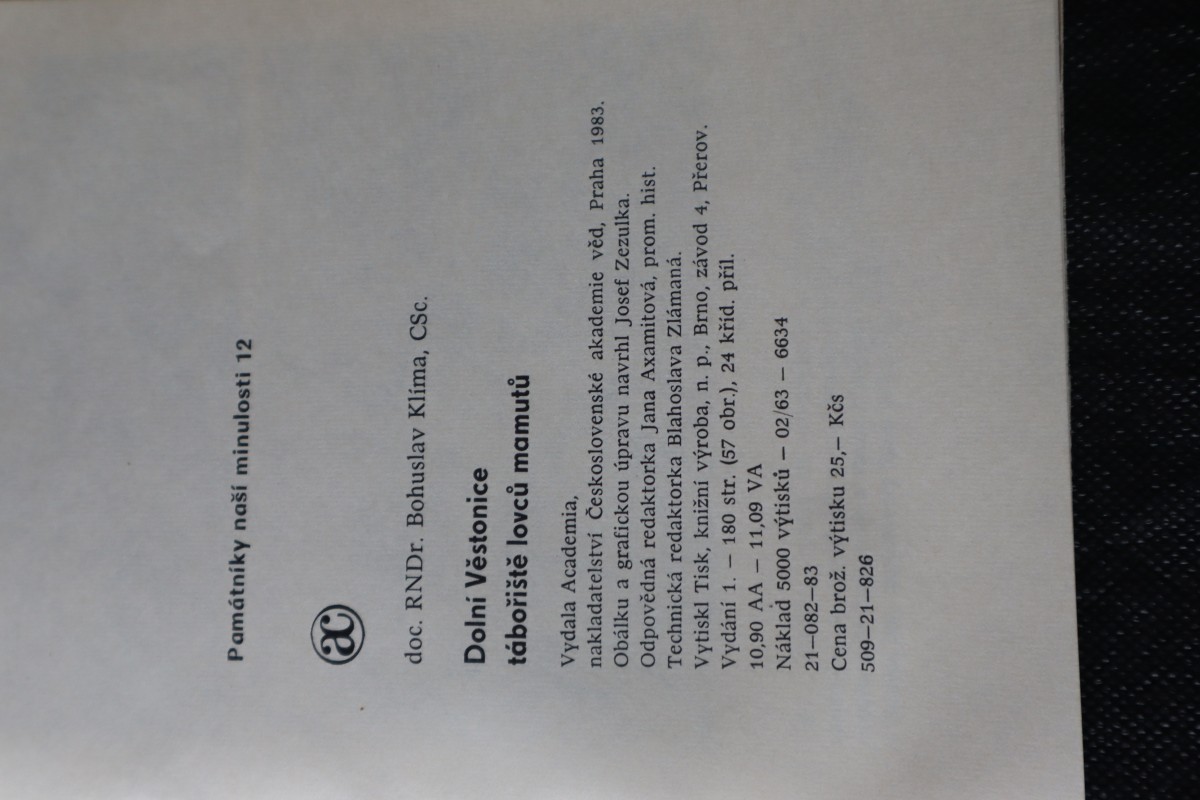 Památníky naší minulosti 12
ac
doc. RNDr. Bohuslav Klíma, CSc.
Dolní Věstonice
tábořiště lovců mamutů
Vydala Academia,
nakladatelství Československé akademie věd, Praha 1983.
Obálku a grafickou úpravu navrhl Josef Zezulka.
Odpovědná redaktorka Jana Axamitová, prom. hist.
Technická redaktorka Blahoslava Zlámaná.
Vytiskl Tisk, knižní výroba, n. p., Brno, závod 4, Přerov.
Vydání 1. – 180 str. (57 obr.), 24 kříd. příl.
10,90 AA – 11,09 VA
Náklad 5000 výtisků – 02/63 – 6634
21–082–83
Cena brož. výtisku 25,– Kčs
509–21–826